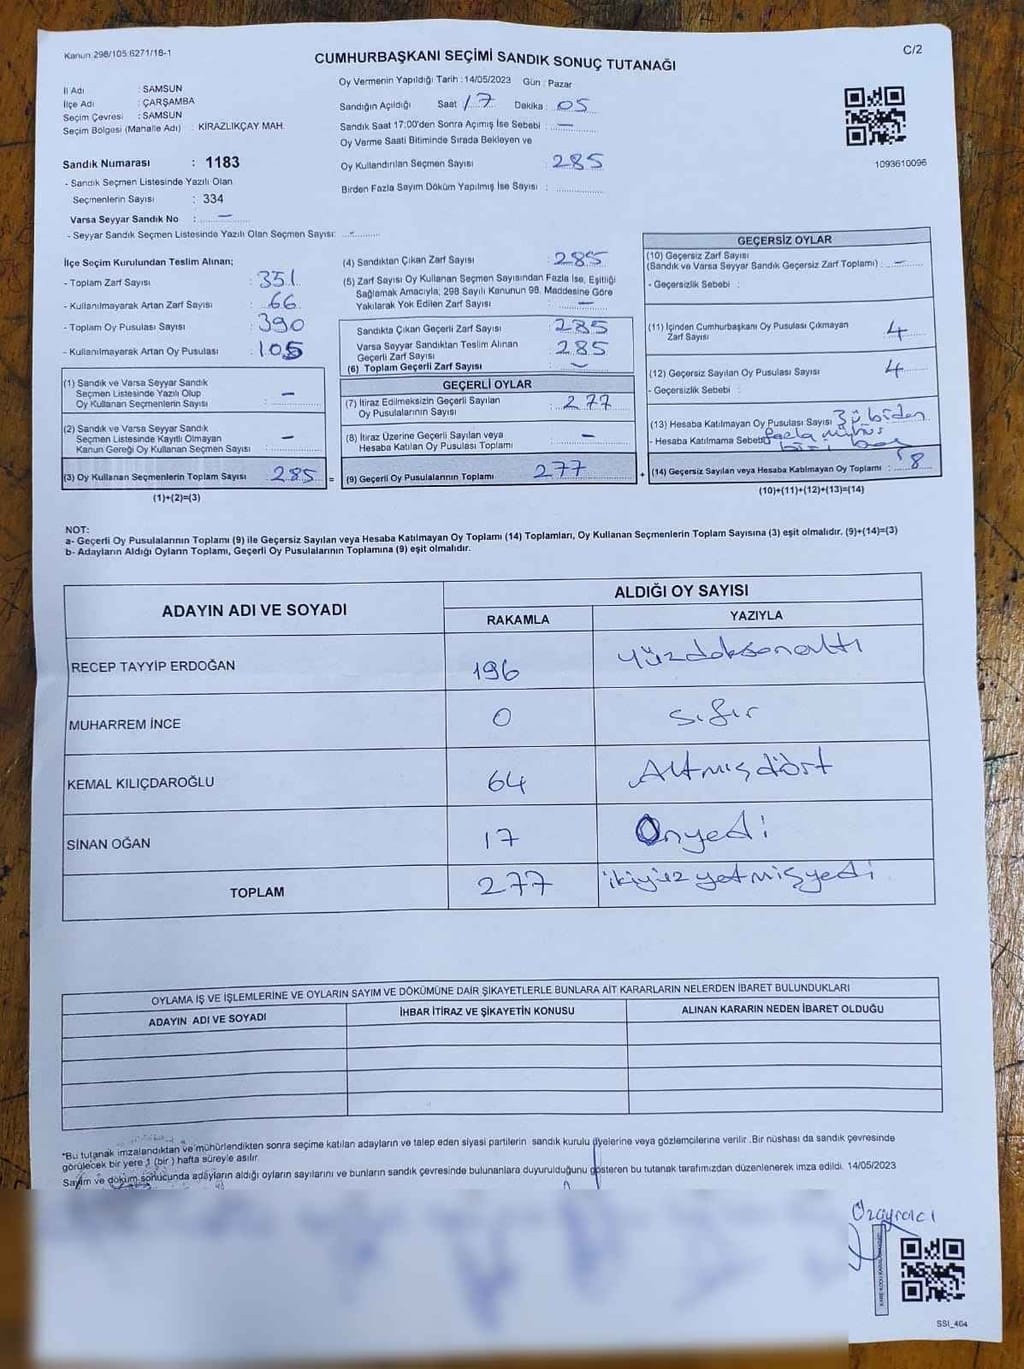 Kanun:298/105:6271/18-1
CUMHURBAŞKANI SEÇİMİ SANDIK SONUÇ TUTANAĞI
C/2
İl Adı : SAMSUN
İlçe Adı : ÇARŞAMBA
Seçim Çevresi : SAMSUN
Seçim Bölgesi (Mahalle Adı) : KİRAZLIKÇAY MAH.
Oy Vermenin Yapıldığı Tarih :14/05/2023 Gün : Pazar
Sandığın Açıldığı Saat 17 Dakika : 05
Sandık Saat 17:00'den Sonra Açımış İse Sebebi : —
Oy Verme Saati Bitiminde Sırada Bekleyen ve
Oy Kullandırılan Seçmen Sayısı : 285
Birden Fazla Sayım Döküm Yapılmış İse Sayısı :
1093610096
Sandık Numarası : 1183
- Sandık Seçmen Listesinde Yazılı Olan
Seçmenlerin Sayısı : 334
Varsa Seyyar Sandık No : —
- Seyyar Sandık Seçmen Listesinde Yazılı Olan Seçmen Sayısı: —
İlçe Seçim Kurulundan Teslim Alınan;
- Toplam Zarf Sayısı : 351
- Kullanılmayarak Artan Zarf Sayısı : 66
- Toplam Oy Pusulası Sayısı : 390
- Kullanılmayarak Artan Oy Pusulası : 105
(1) Sandık ve Varsa Seyyar Sandık
Seçmen Listesinde Yazılı Olup
Oy Kullanan Seçmenlerin Sayısı : —
(2) Sandık ve Varsa Seyyar Sandık
Seçmen Listesinde Kayıtlı Olmayan
Kanun Gereği Oy Kullanan Seçmen Sayısı : —
(3) Oy Kullanan Seçmenlerin Toplam Sayısı : 285 =
(1)+(2)=(3)
(4) Sandıktan Çıkan Zarf Sayısı : 285
(5) Zarf Sayısı Oy Kullanan Seçmen Sayısından Fazla İse, Eşitliği
Sağlamak Amacıyla, 298 Sayılı Kanunun 98. Maddesine Göre
Yakılarak Yok Edilen Zarf Sayısı : —
Sandıkta Çıkan Geçerli Zarf Sayısı : 285
Varsa Seyyar Sandıktan Teslim Alınan
Geçerli Zarf Sayısı : 285
(6) Toplam Geçerli Zarf Sayısı : —
GEÇERLİ OYLAR
(7) İtiraz Edilmeksizin Geçerli Sayılan
Oy Pusulalarının Sayısı : 277
(8) İtiraz Üzerine Geçerli Sayılan veya
Hesaba Katılan Oy Pusulası Toplamı : —
(9) Geçerli Oy Pusulalarının Toplamı : 277 +
GEÇERSİZ OYLAR
(10) Geçersiz Zarf Sayısı
(Sandık ve Varsa Seyyar Sandık Geçersiz Zarf Toplamı) : —
- Geçersizlik Sebebi :
(11) İçinden Cumhurbaşkanı Oy Pusulası Çıkmayan
Zarf Sayısı : 4
(12) Geçersiz Sayılan Oy Pusulası Sayısı : 4
- Geçersizlik Sebebi :
(13) Hesaba Katılmayan Oy Pusulası Sayısı 3ü birden
- Hesaba Katılmama Sebebi fazla mühüs
biri boş
(14) Geçersiz Sayılan veya Hesaba Katılmayan Oy Toplamı : 8
(10)+(11)+(12)+(13)=(14)
NOT:
a- Geçerli Oy Pusulalarının Toplamı (9) ile Geçersiz Sayılan veya Hesaba Katılmayan Oy Toplamı (14) Toplamları, Oy Kullanan Seçmenlerin Toplam Sayısına (3) eşit olmalıdır. (9)+(14)=(3)
b- Adayların Aldığı Oyların Toplamı, Geçerli Oy Pusulalarının Toplamına (9) eşit olmalıdır.
ADAYIN ADI VE SOYADI
ALDIĞI OY SAYISI
RAKAMLA YAZIYLA
RECEP TAYYİP ERDOĞAN 196 yüzdoksanaltı
MUHARREM İNCE 0 sıfır
KEMAL KILIÇDAROĞLU 64 Altmışdört
SİNAN OĞAN 17 Onyedi
TOPLAM 277 ikiyüzyetmişyedi
OYLAMA İŞ VE İŞLEMLERİNE VE OYLARIN SAYIM VE DÖKÜMÜNE DAİR ŞİKAYETLERLE BUNLARA AİT KARARLARIN NELERDEN İBARET BULUNDUKLARI
ADAYIN ADI VE SOYADI İHBAR İTİRAZ VE ŞİKAYETİN KONUSU ALINAN KARARIN NEDEN İBARET OLDUĞU
*Bu tutanak imzalandıktan ve mühürlendikten sonra seçime katılan adayların ve talep eden siyasi partilerin sandık kurulu üyelerine veya gözlemcilerine verilir .Bir nüshası da sandık çevresinde
görülecek bir yere 1 (bir ) hafta süreyle asılır.
Sayım ve döküm sonucunda adayların aldığı oyların sayılarını ve bunların sandık çevresinde bulunanlara duyurulduğunu gösteren bu tutanak tarafımızdan düzenlenerek imza edildi. 14/05/2023
Özayracı
SSI_464